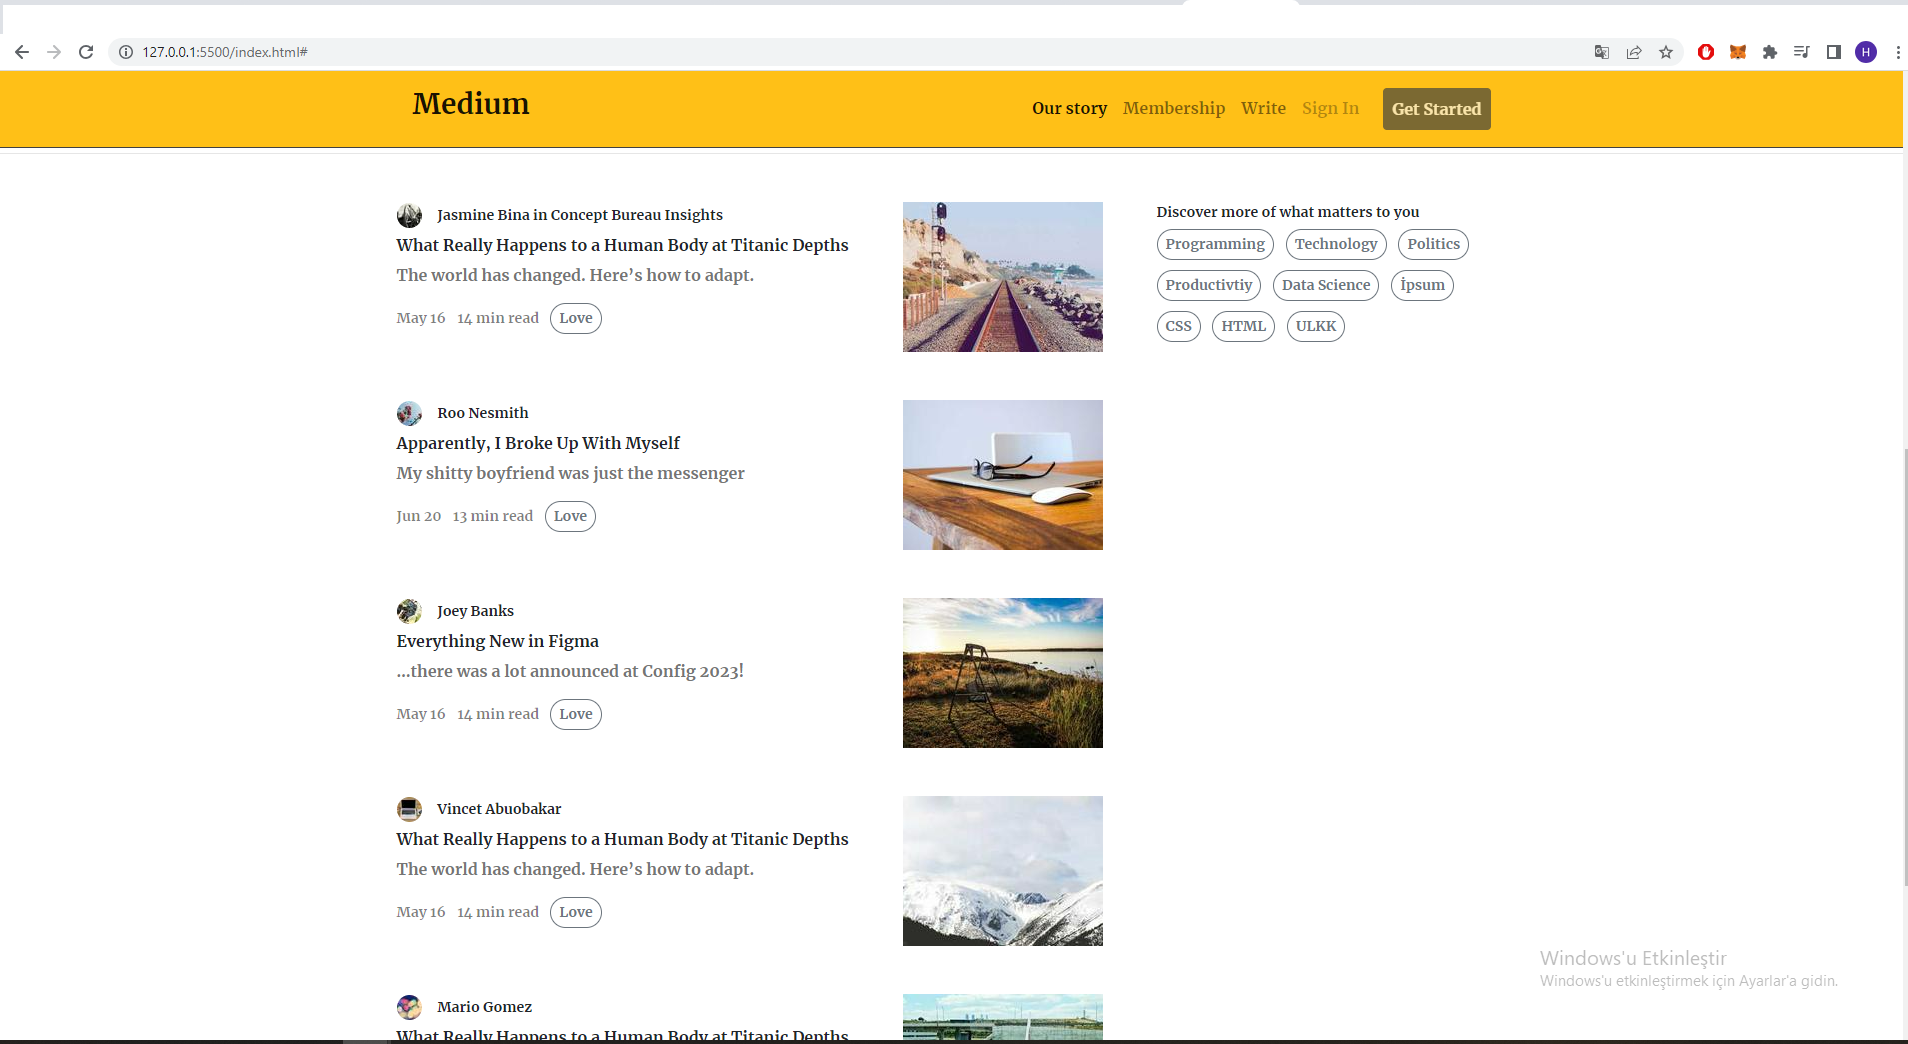 127.0.0.1:5500/index.html#
H
Medium
Our story Membership Write Sign In Get Started
Jasmine Bina in Concept Bureau Insights
What Really Happens to a Human Body at Titanic Depths
The world has changed. Here’s how to adapt.
May 16 14 min read Love
Roo Nesmith
Apparently, I Broke Up With Myself
My shitty boyfriend was just the messenger
Jun 20 13 min read Love
Joey Banks
Everything New in Figma
...there was a lot announced at Config 2023!
May 16 14 min read Love
Vincet Abuobakar
What Really Happens to a Human Body at Titanic Depths
The world has changed. Here’s how to adapt.
May 16 14 min read Love
Mario Gomez
What Really Happens to a Human Body at Titanic Depths
Discover more of what matters to you
Programming Technology Politics
Productivtiy Data Science İpsum
CSS HTML ULKK
Windows'u Etkinleştir
Windows'u etkinleştirmek için Ayarlar'a gidin.